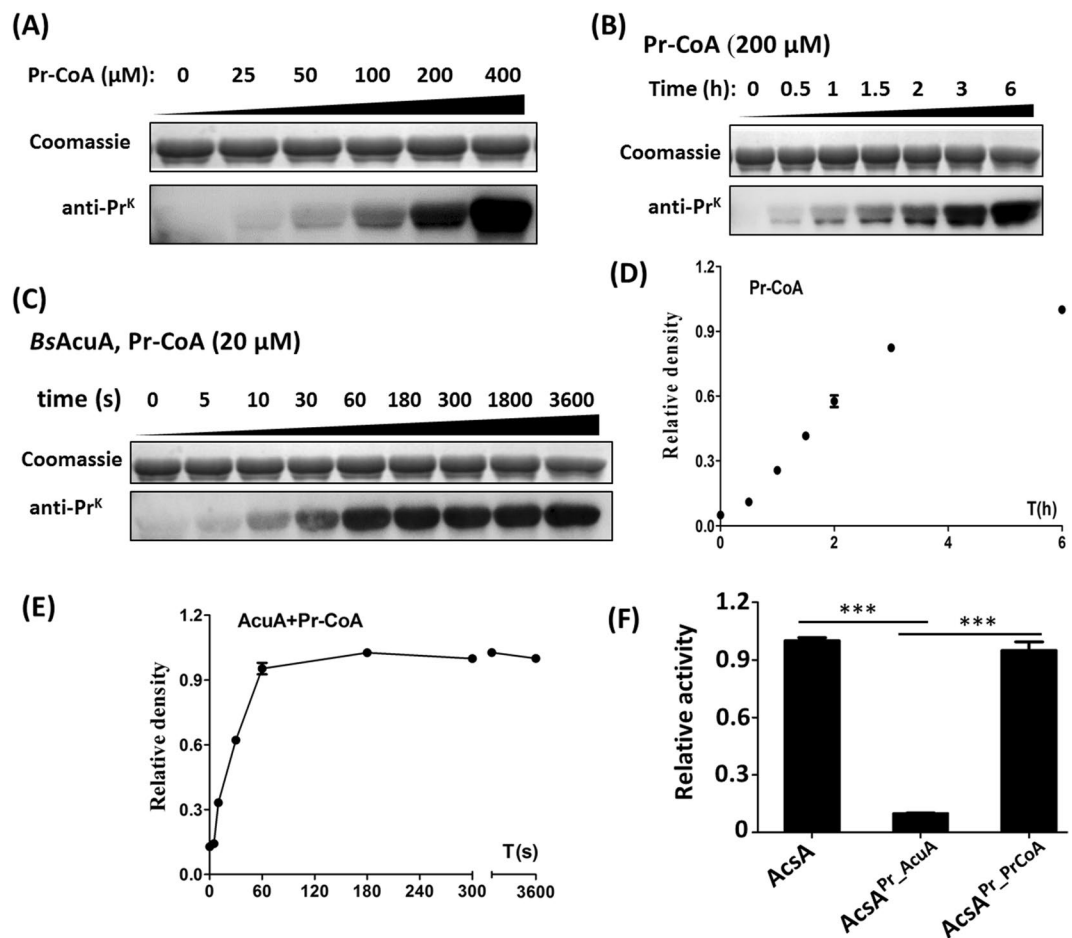 (A)
Pr-CoA (µM): 0 25 50 100 200 400
Coomassie
anti-Pr^K
(B)
Pr-CoA (200 µM)
Time (h): 0 0.5 1 1.5 2 3 6
Coomassie
anti-Pr^K
(C)
BsAcuA, Pr-CoA (20 µM)
time (s) 0 5 10 30 60 180 300 1800 3600
Coomassie
anti-Pr^K
(D)
Pr-CoA
Relative density
1.2
0.9
0.6
0.3
0.0
0 2 4 6
T(h)
(E)
AcuA+Pr-CoA
Relative density
1.2
0.9
0.6
0.3
0.0
0 60 120 180 240 300 3600
T(s)
(F)
Relative activity
1.2
0.9
0.6
0.3
0
*** ***
AcsA
AcsA^Pr_AcuA
AcsA^Pr_PrCoA